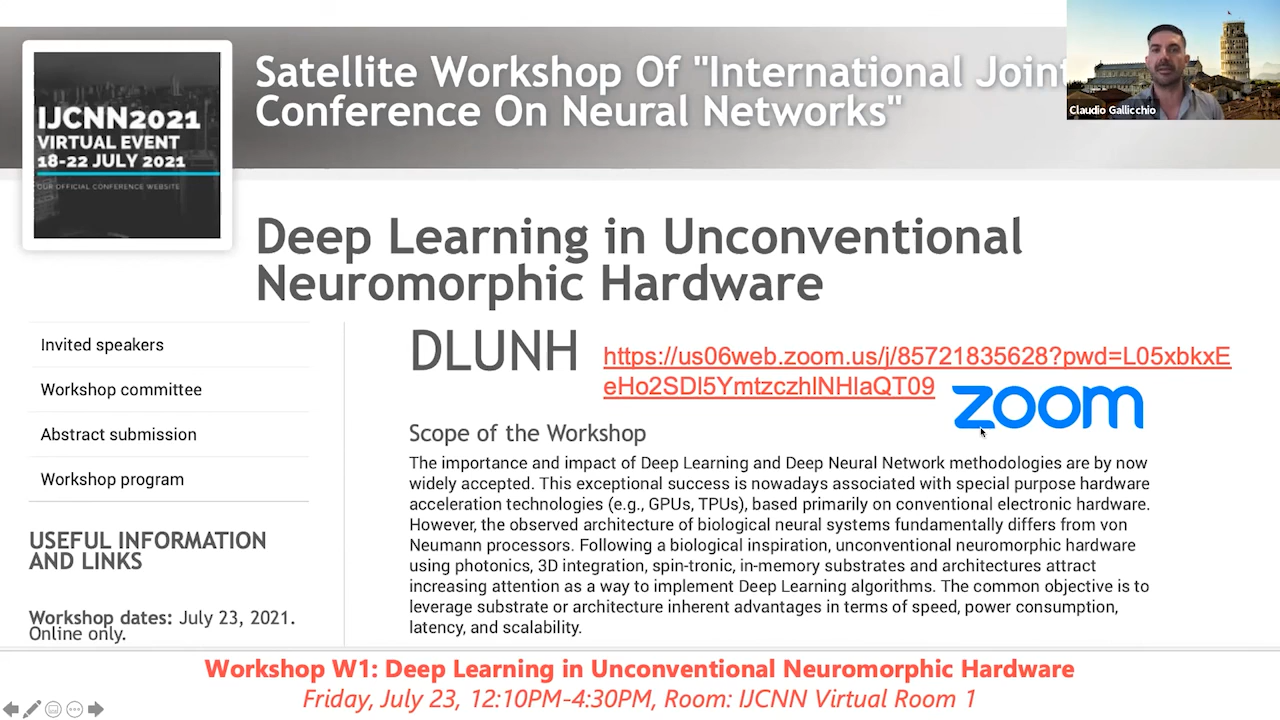 Satellite Workshop Of "International Joint
Conference On Neural Networks"
Claudio Gallicchio
IJCNN2021
VIRTUAL EVENT
18-22 JULY 2021
OUR OFFICIAL CONFERENCE WEBSITE
Deep Learning in Unconventional
Neuromorphic Hardware
Invited speakers
Workshop committee
Abstract submission
Workshop program
USEFUL INFORMATION
AND LINKS
Workshop dates: July 23, 2021.
Online only.
DLUNH
https://us06web.zoom.us/j/85721835628?pwd=L05xbkxE
eHo2SDl5YmtzczhlNHlaQT09
zoom
Scope of the Workshop
The importance and impact of Deep Learning and Deep Neural Network methodologies are by now
widely accepted. This exceptional success is nowadays associated with special purpose hardware
acceleration technologies (e.g., GPUs, TPUs), based primarily on conventional electronic hardware.
However, the observed architecture of biological neural systems fundamentally differs from von
Neumann processors. Following a biological inspiration, unconventional neuromorphic hardware
using photonics, 3D integration, spin-tronic, in-memory substrates and architectures attract
increasing attention as a way to implement Deep Learning algorithms. The common objective is to
leverage substrate or architecture inherent advantages in terms of speed, power consumption,
latency, and scalability.
Workshop W1: Deep Learning in Unconventional Neuromorphic Hardware
Friday, July 23, 12:10PM-4:30PM, Room: IJCNN Virtual Room 1